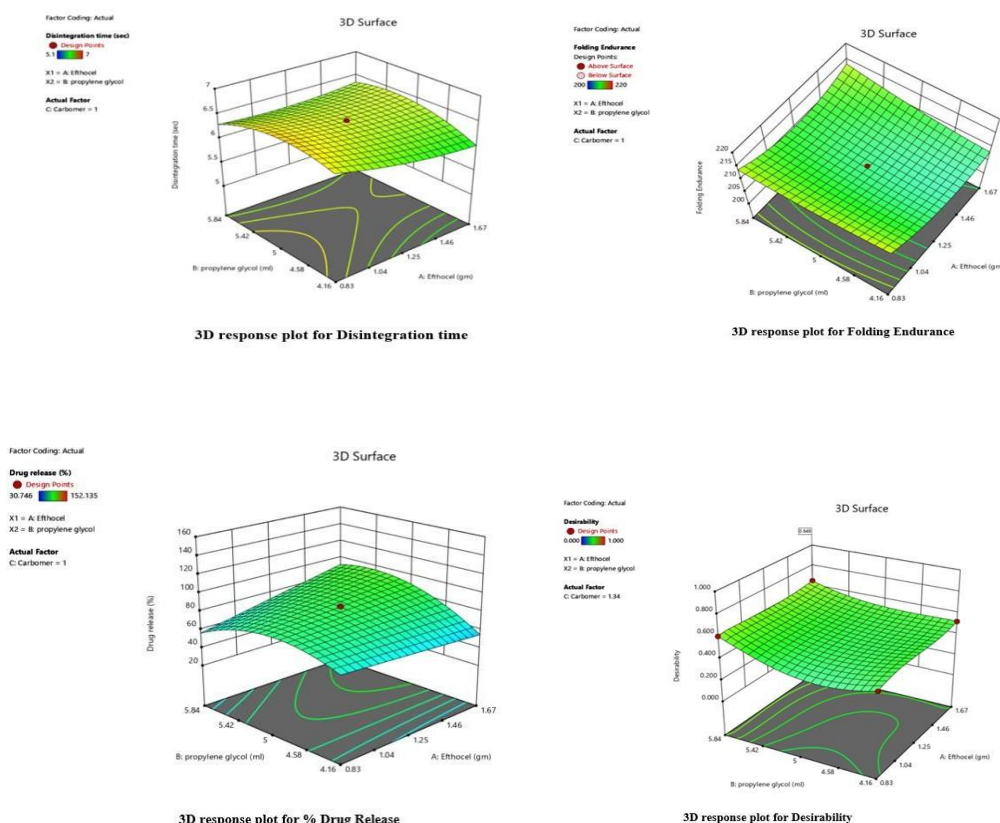 Factor Coding: Actual
3D Surface
Disintegration time (sec)
Design Points
5.1 7
X1 = A: Efthocel
X2 = B: propylene glycol
Actual Factor
C: Carbomer = 1
7
6.5
6
5.5
5
Disintegration time (sec)
5.84
5.42
5
4.58
4.16
B: propylene glycol (ml)
0.83
1.04
1.25
1.46
1.67
A: Efthocel (gm)
3D response plot for Disintegration time
Factor Coding: Actual
3D Surface
Folding Endurance
Design Points:
Above Surface
Below Surface
200 220
X1 = A: Efthocel
X2 = B: propylene glycol
Actual Factor
C: Carbomer = 1
220
215
210
205
200
Folding Endurance
5.84
5.42
5
4.58
4.16
B: propylene glycol (ml)
0.83
1.04
1.25
1.46
1.67
A: Efthocel (gm)
3D response plot for Folding Endurance
Factor Coding: Actual
3D Surface
Drug release (%)
Design Points
30.746 152.135
X1 = A: Efthocel
X2 = B: propylene glycol
Actual Factor
C: Carbomer = 1
160
140
120
100
80
60
40
20
Drug release (%)
5.84
5.42
5
4.58
4.16
B: propylene glycol (ml)
0.83
1.04
1.25
1.46
1.67
A: Efthocel (gm)
3D response plot for % Drug Release
Factor Coding: Actual
3D Surface
Desirability
Design Points
0.000 1.000
X1 = A: Efthocel
X2 = B: propylene glycol
Actual Factor
C: Carbomer = 1.34
1.000
0.800
0.600
0.400
0.200
0.000
Desirability
5.84
5.42
5
4.58
4.16
B: propylene glycol (ml)
0.83
1.04
1.25
1.46
1.67
A: Efthocel (gm)
3D response plot for Desirability